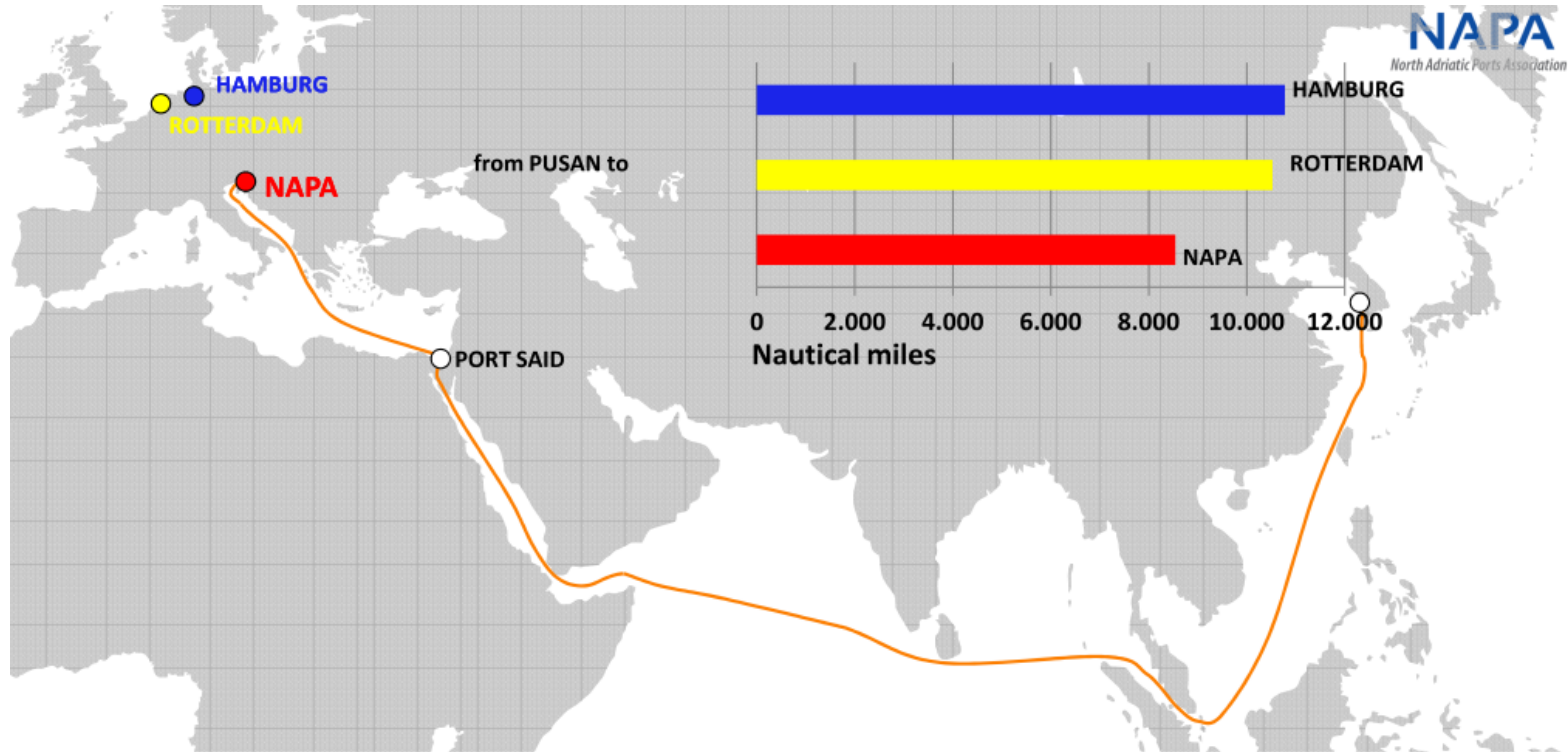 NAPA
North Adriatic Ports Association
HAMBURG
ROTTERDAM
NAPA
from PUSAN to
HAMBURG
ROTTERDAM
NAPA
0 2.000 4.000 6.000 8.000 10.000 12.000
Nautical miles
PORT SAID